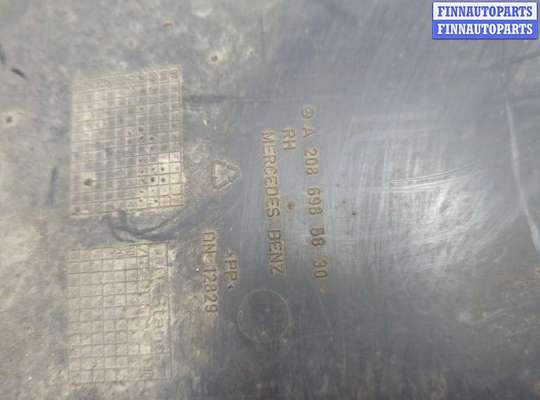 FINNAUTOPARTS
FINNAUTOPARTS
A 208 698 58 30
RH
MERCEDES BENZ
>PP<
DN-12829